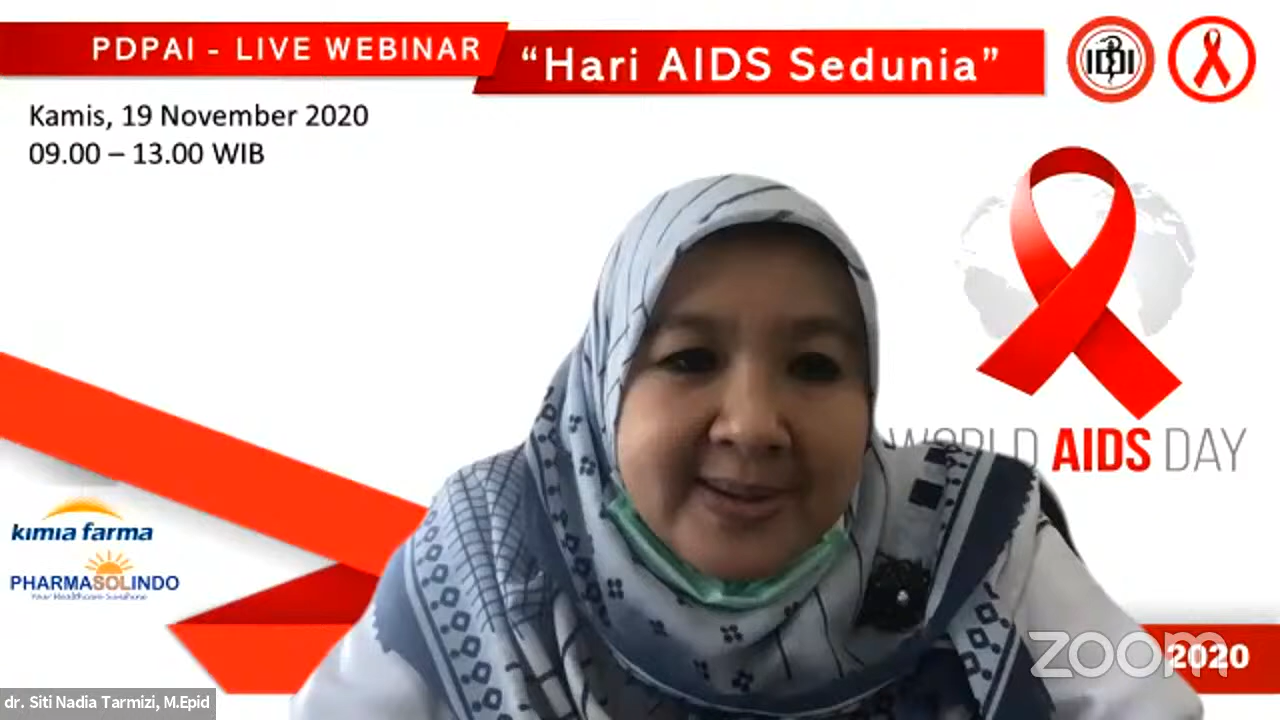 PDPAI - LIVE WEBINAR
“Hari AIDS Sedunia”
IDI
Kamis, 19 November 2020
09.00 – 13.00 WIB
WORLD AIDS DAY
kimia farma
PHARMASOLINDO
zoom
2020
dr. Siti Nadia Tarmizi, M.Epid